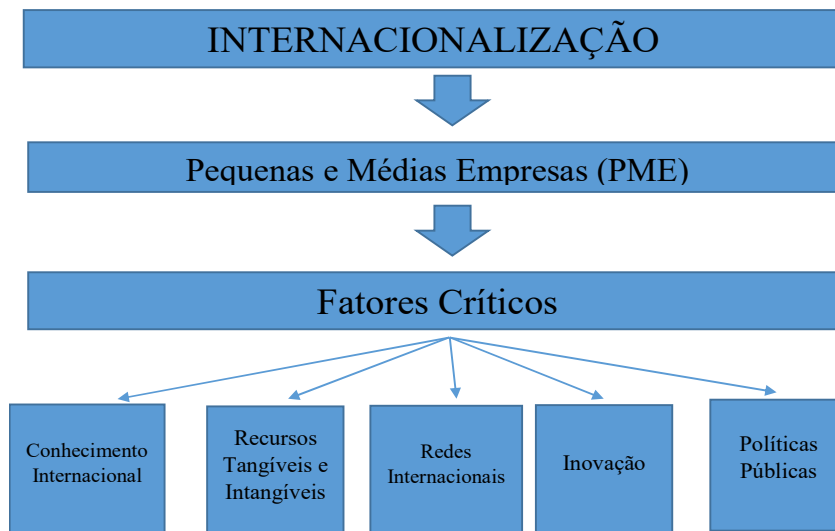 INTERNACIONALIZAÇÃO
Pequenas e Médias Empresas (PME)
Fatores Críticos
Conhecimento
Internacional
Recursos
Tangíveis e
Intangíveis
Redes
Internacionais
Inovação
Políticas
Públicas